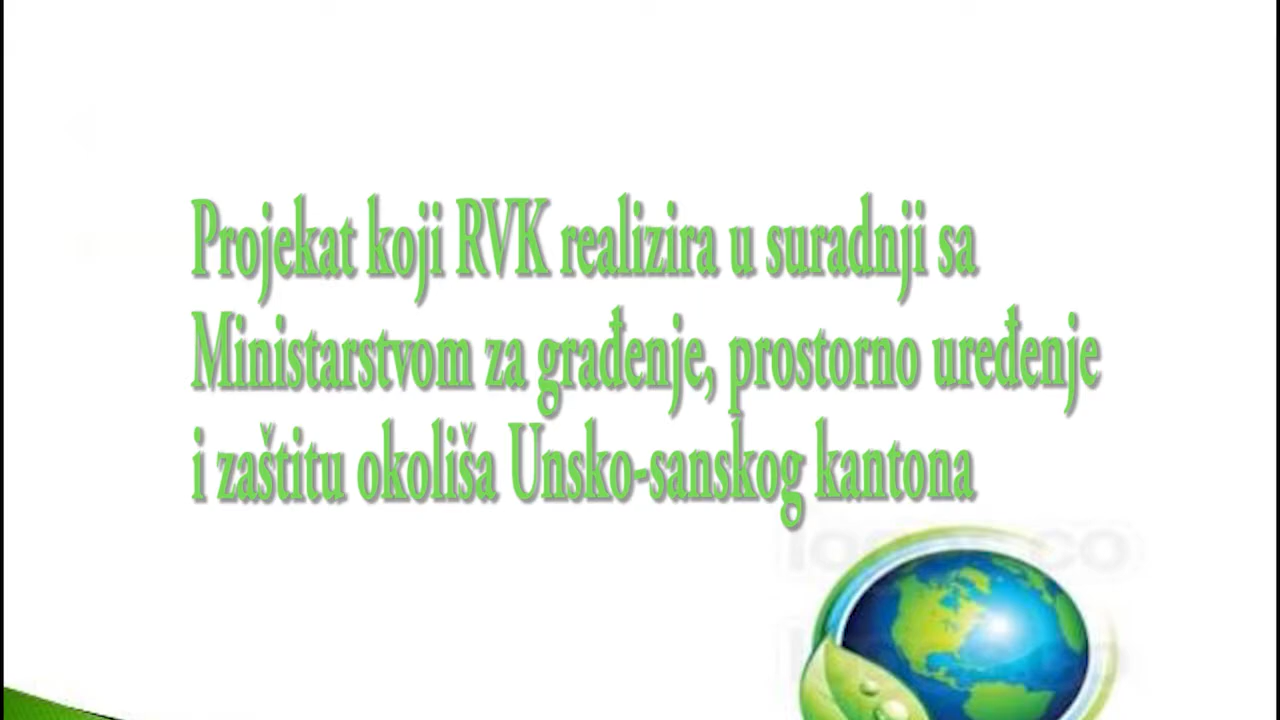 Projekat koji RVK realizira u suradnji sa
Ministarstvom za građenje, prostorno uređenje
i zaštitu okoliša Unsko-sanskog kantona